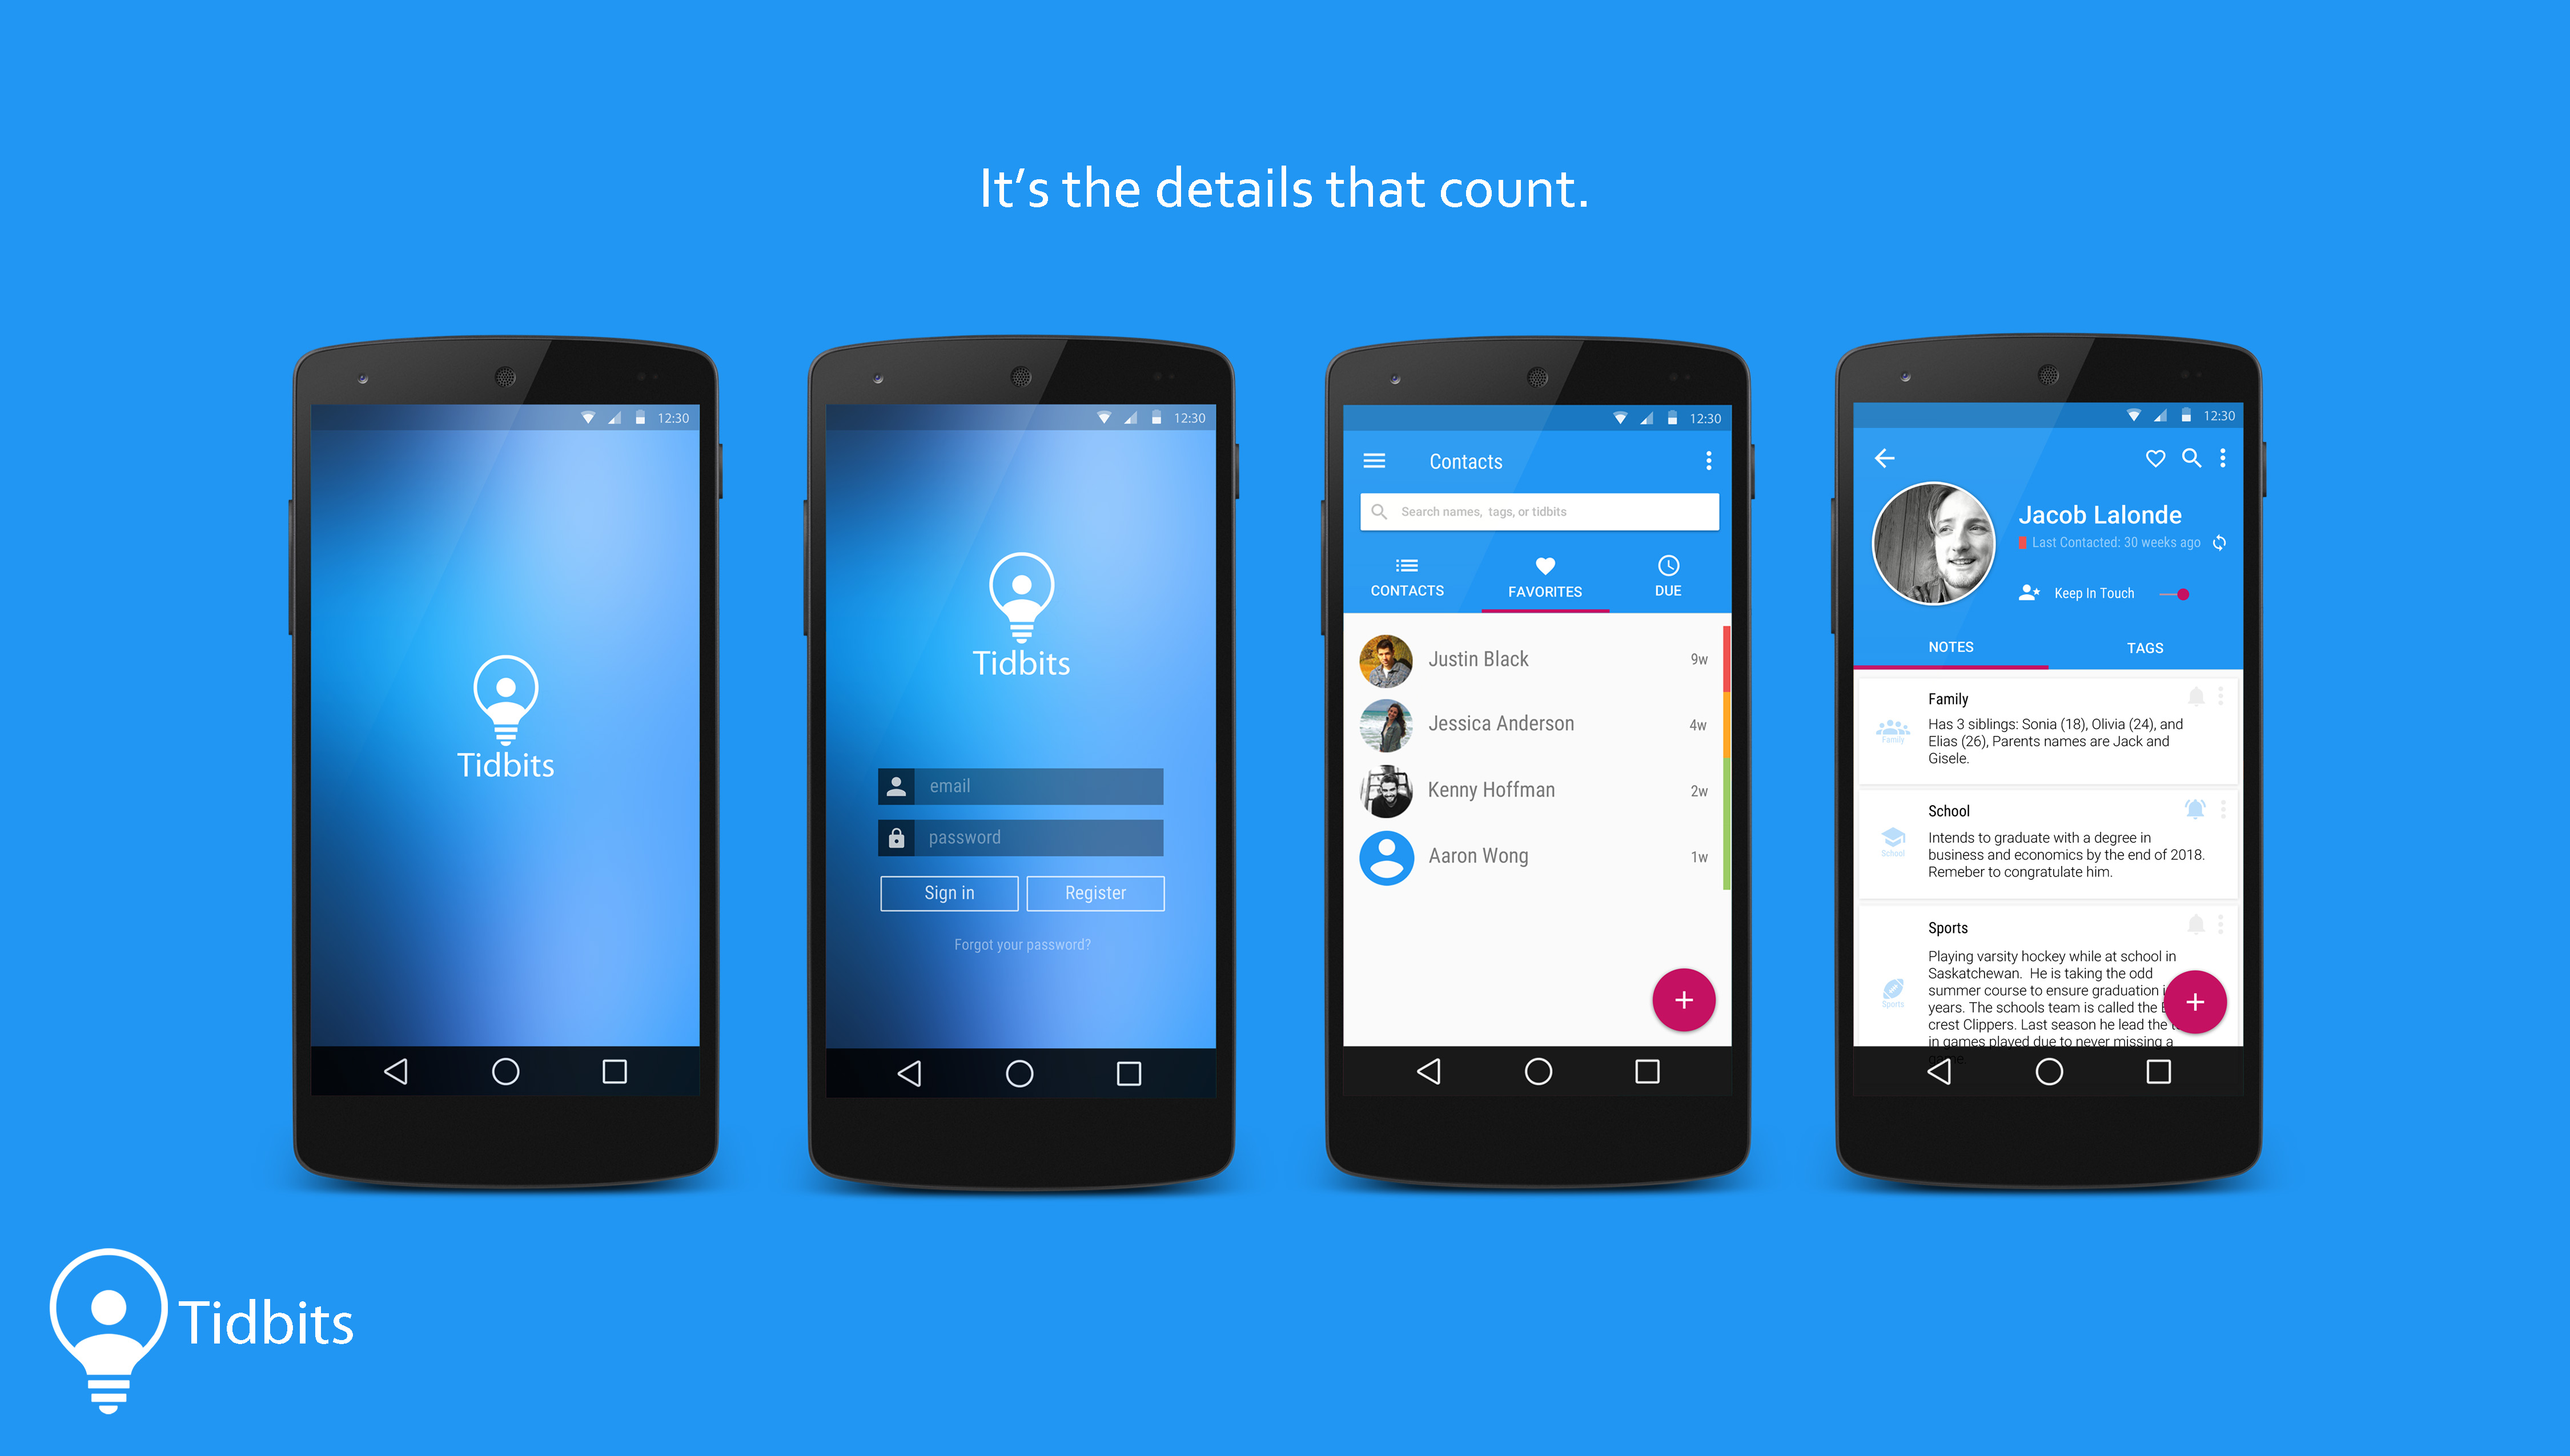 It's the details that count.
12:30
Tidbits
12:30
Tidbits
email
password
Sign in
Register
Forgot your password?
12:30
Contacts
Search names, tags, or tidbits
CONTACTS
FAVORITES
DUE
Justin Black
9w
Jessica Anderson
4w
Kenny Hoffman
2w
Aaron Wong
1w
12:30
Jacob Lalonde
Last Contacted: 30 weeks ago
Keep In Touch
NOTES
TAGS
Family
Family
Has 3 siblings: Sonia (18), Olivia (24), and
Elias (26), Parents names are Jack and
Gisele.
School
School
Intends to graduate with a degree in
business and economics by the end of 2018.
Remeber to congratulate him.
Sports
Sports
Playing varsity hockey while at school in
Saskatchewan. He is taking the odd
summer course to ensure graduation
years. The schools team is called the
crest Clippers. Last season he lead the
in games played due to never missing a
game.
Tidbits